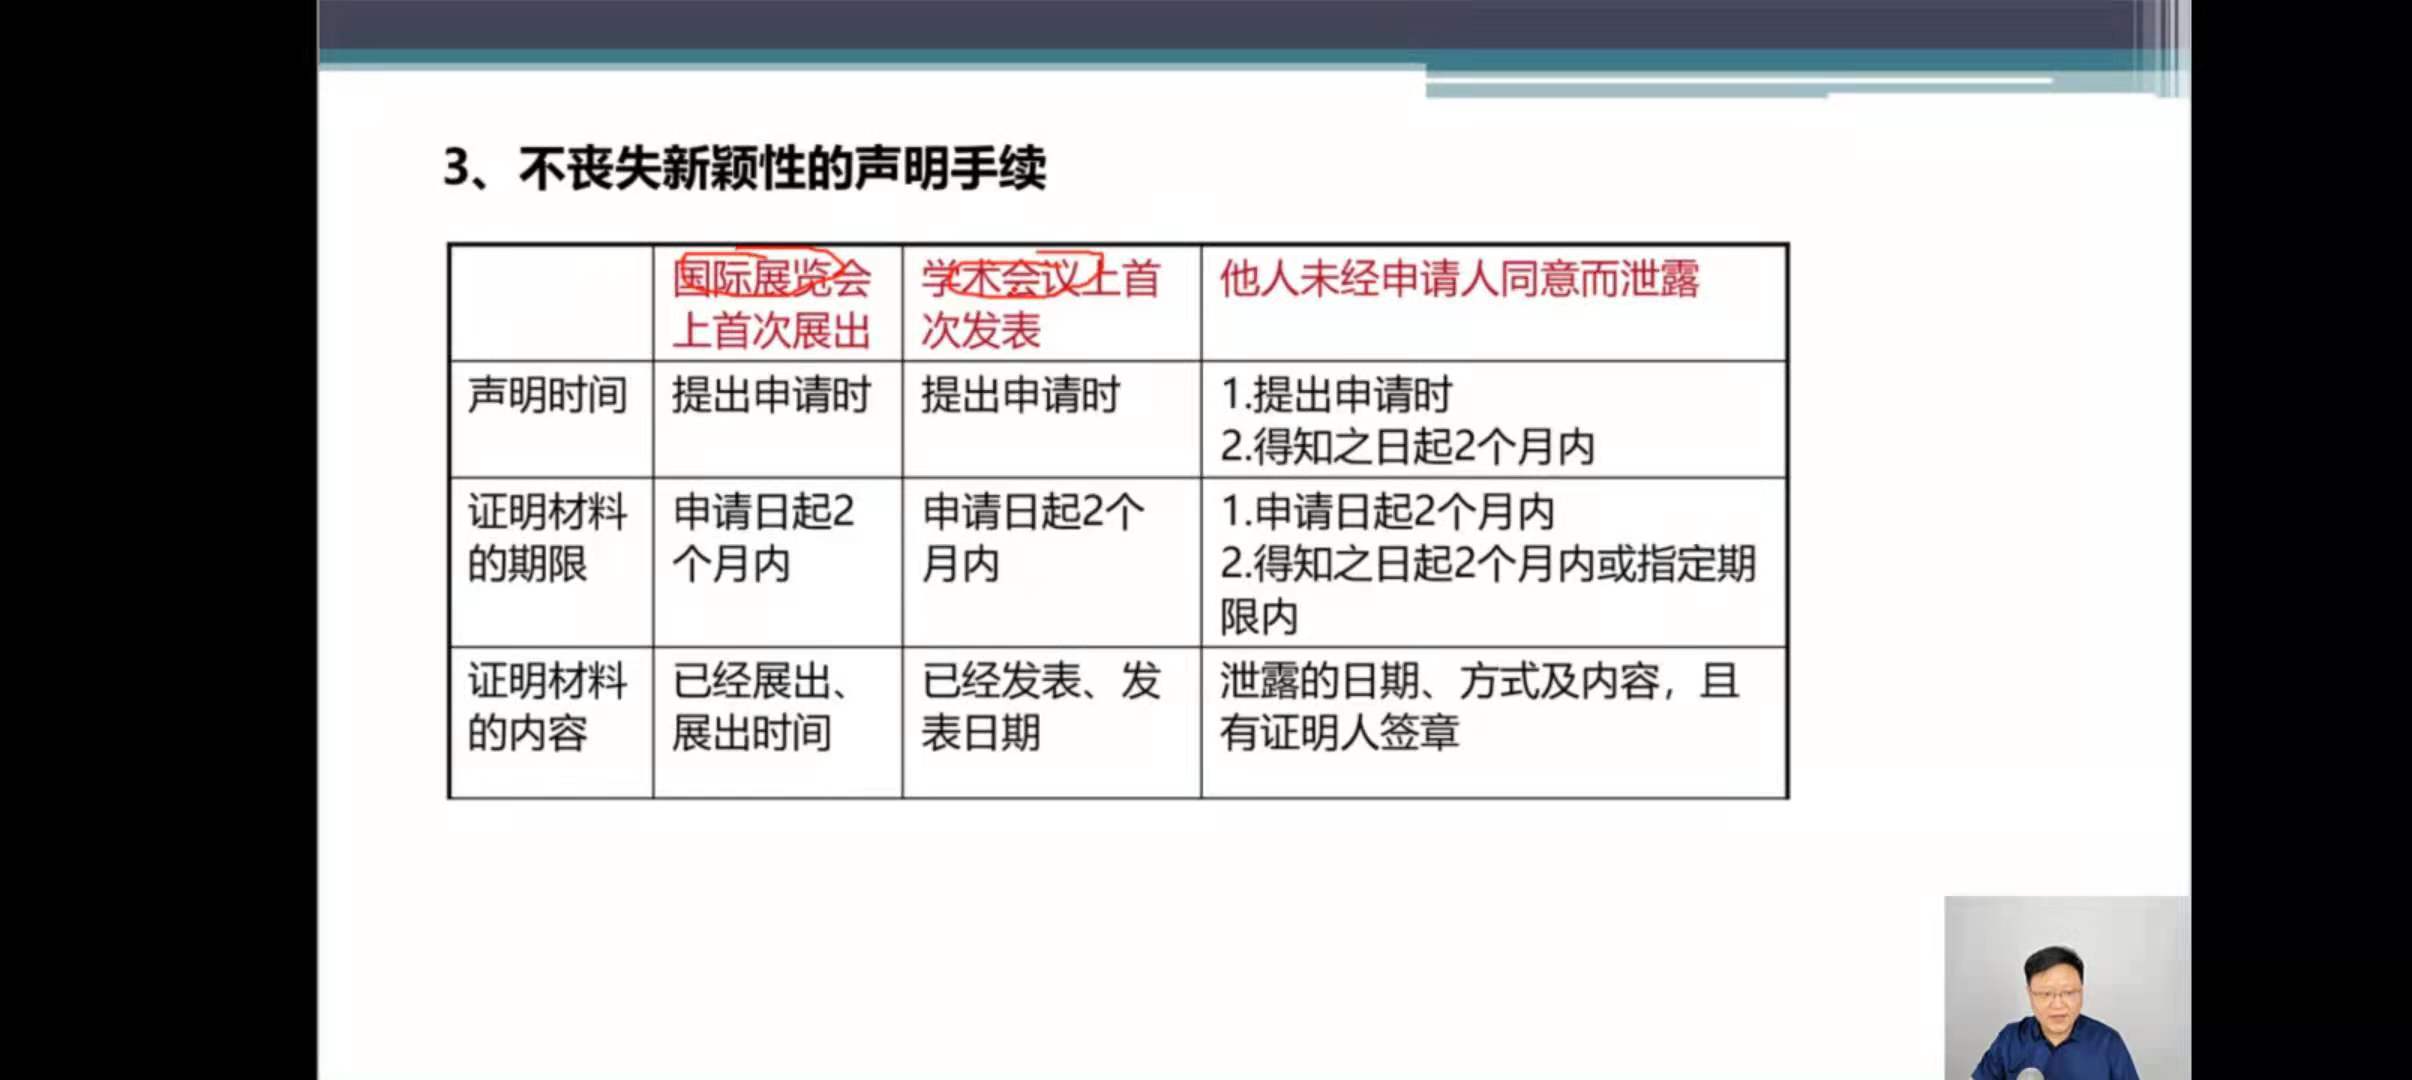 3、不丧失新颖性的声明手续
国际展览会
上首次展出
学术会议上首
次发表
他人未经申请人同意而泄露
声明时间
提出申请时
提出申请时
1.提出申请时
2.得知之日起2个月内
证明材料
的期限
申请日起2
个月内
申请日起2个
月内
1.申请日起2个月内
2.得知之日起2个月内或指定期
限内
证明材料
的内容
已经展出、
展出时间
已经发表、发
表日期
泄露的日期、方式及内容，且
有证明人签章